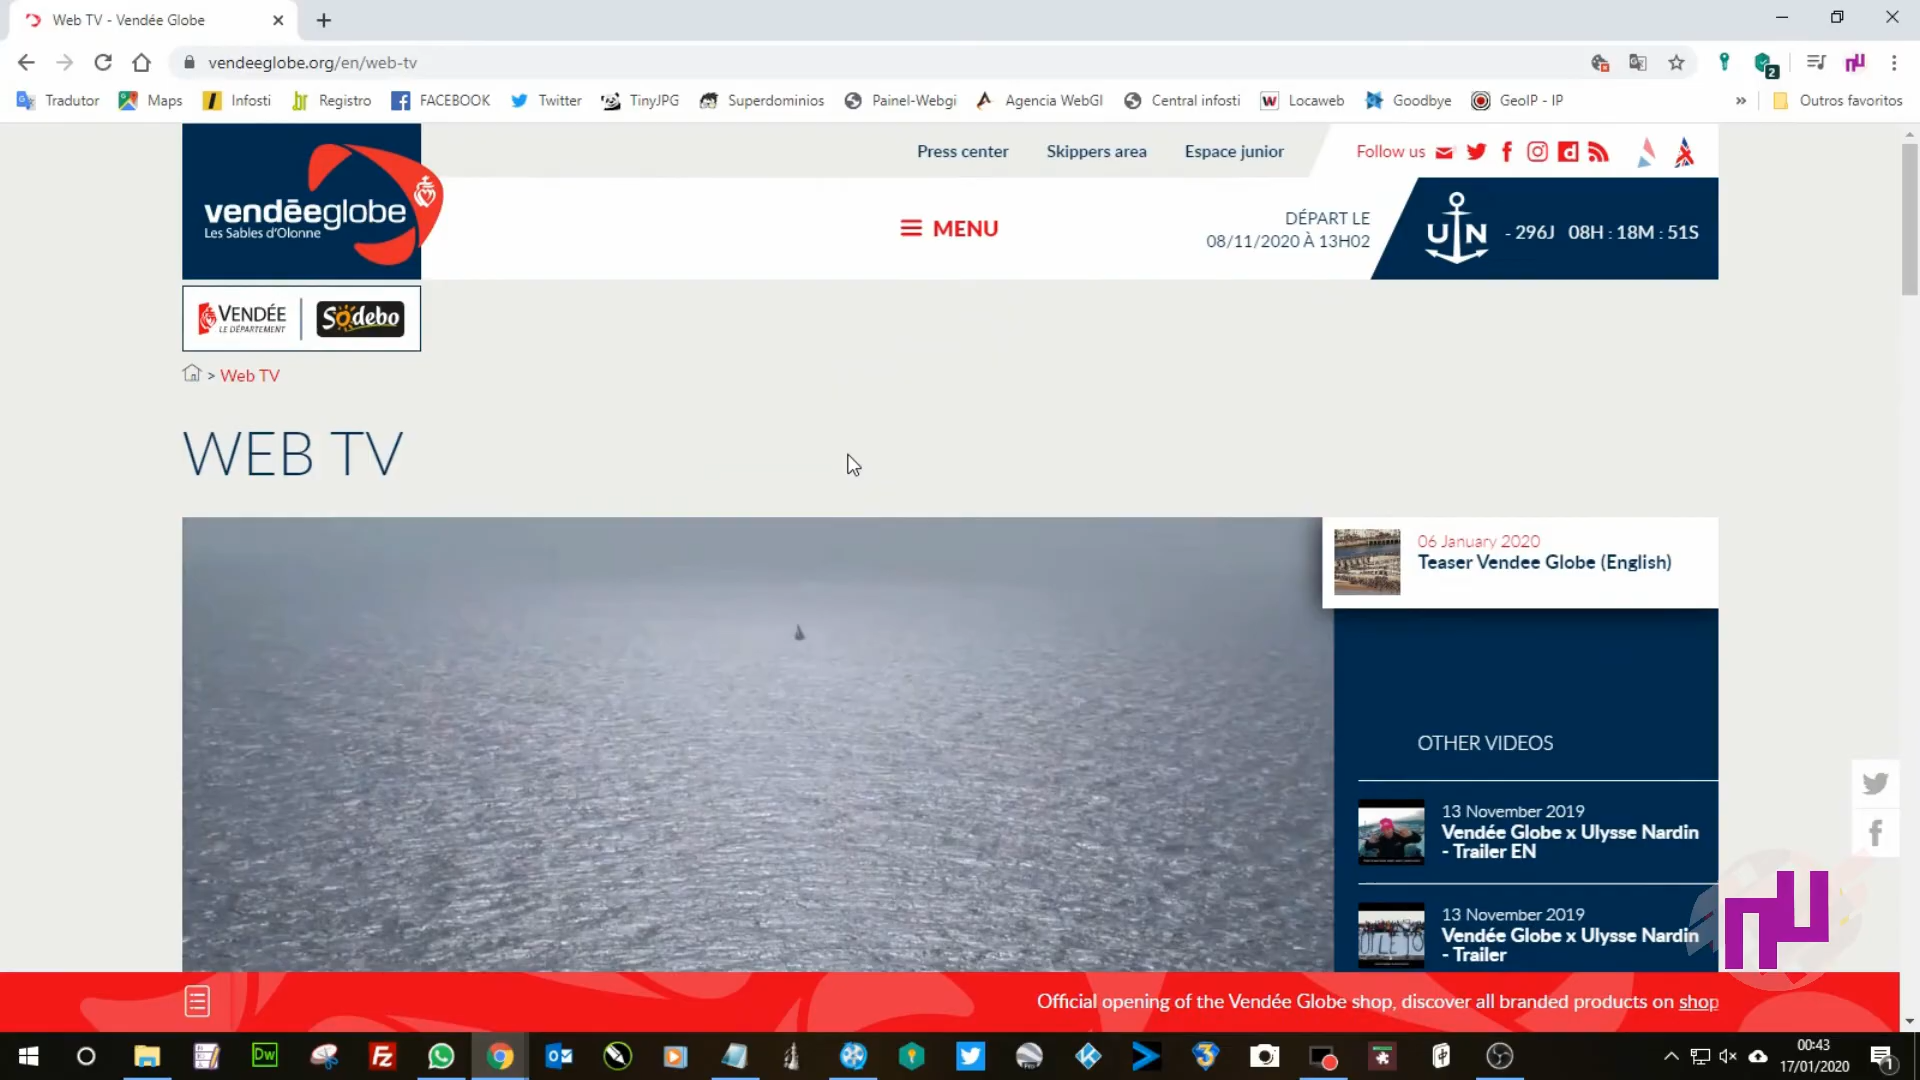 Web TV - Vendée Globe
vendeeglobe.org/en/web-tv
2
Tradutor Maps Infosti Registro FACEBOOK Twitter TinyJPG Superdominios Painel-Webgi Agencia WebGI Central infosti Locaweb Goodbye GeoIP - IP » Outros favoritos
Press center Skippers area Espace junior Follow us
vendéeglobe
Les Sables d'Olonne
MENU
DÉPART LE
08/11/2020 À 13H02
U N
- 296J 08H : 18M : 51S
VENDÉE
LE DÉPARTEMENT
Sodebo
> Web TV
WEB TV
06 January 2020
Teaser Vendee Globe (English)
OTHER VIDEOS
13 November 2019
Vendée Globe x Ulysse Nardin
- Trailer EN
13 November 2019
Vendée Globe x Ulysse Nardin
- Trailer
Official opening of the Vendée Globe shop, discover all branded products on shop
00:43
17/01/2020
1